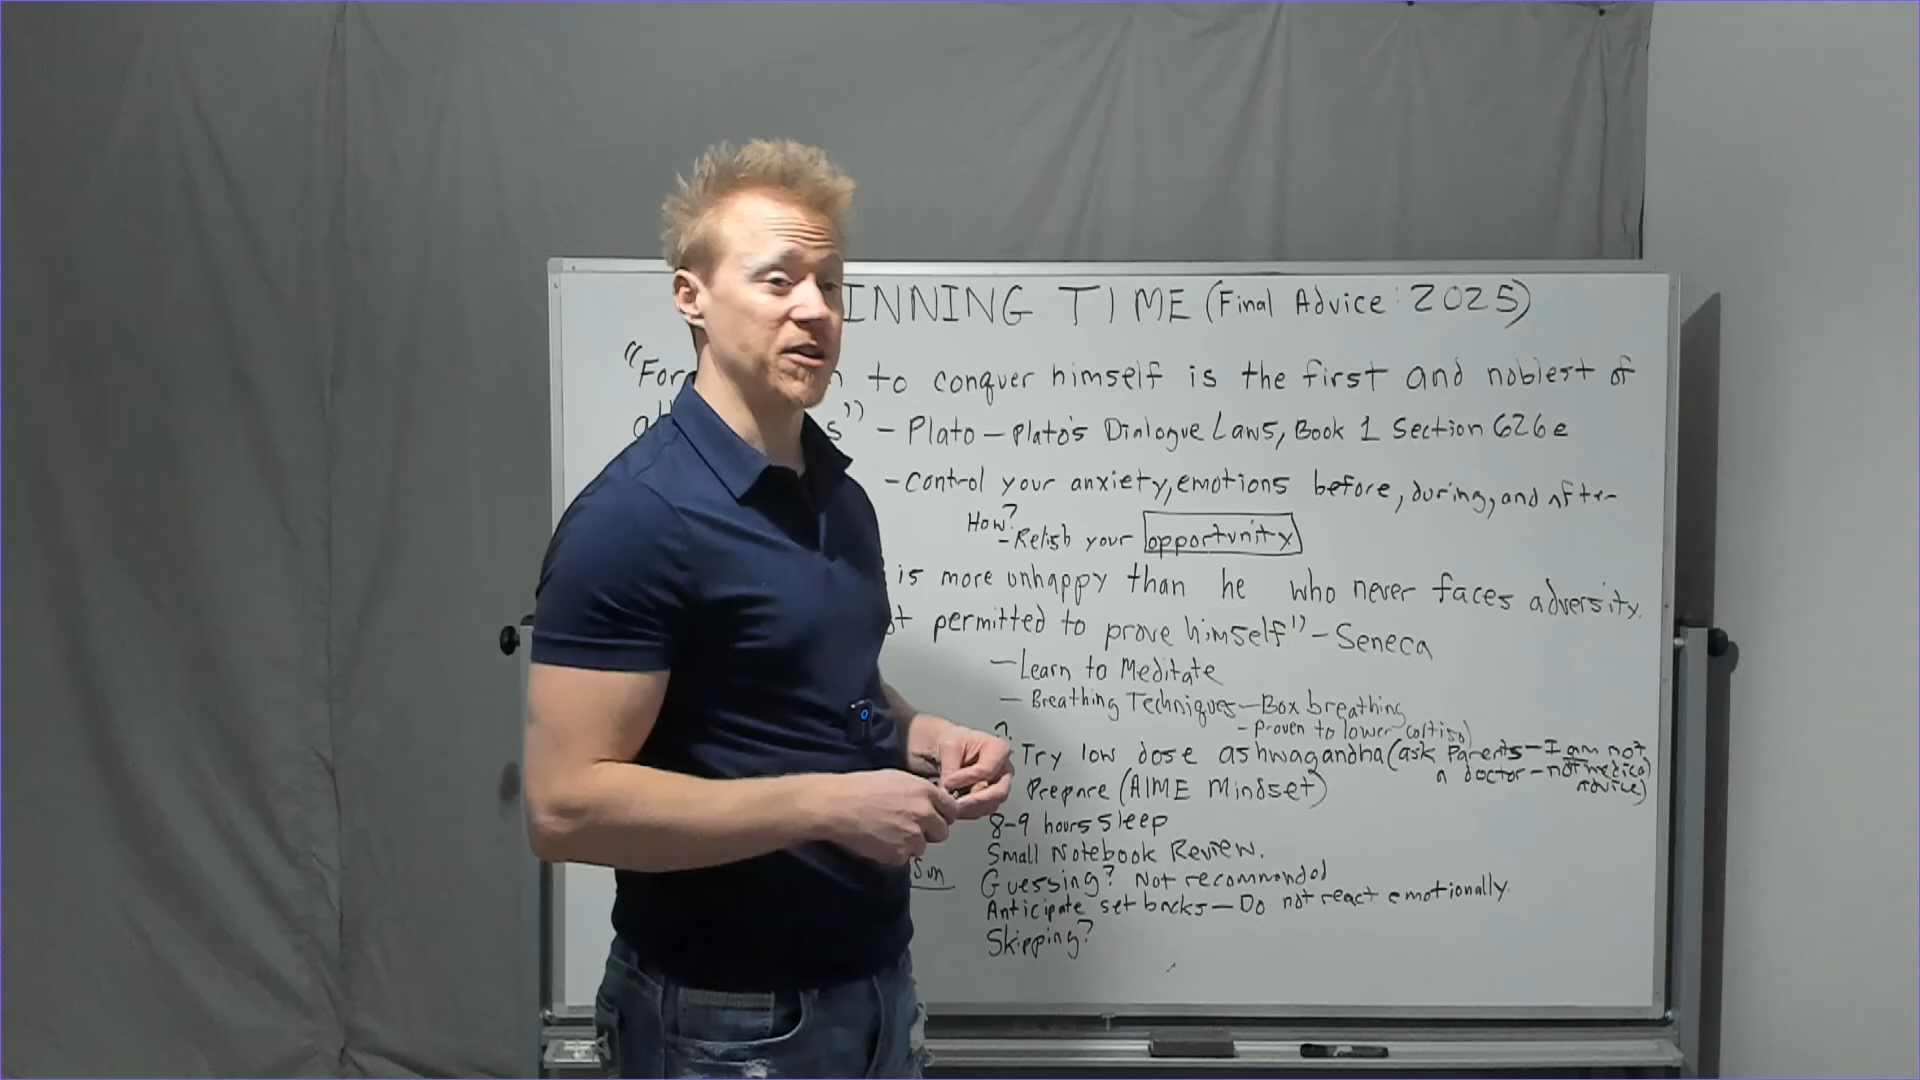 INNING TIME (Final Advice: 2025)
"For to conquer himself is the first and noblest of
s" - Plato - Plato's Dialogue Laws, Book 1 Section 626e
- Control your anxiety, emotions before, during, and after
How?
- Relish your opportunity
is more unhappy than he who never faces adversity.
permitted to prove himself" - Seneca
- Learn to Meditate
- Breathing Techniques - Box breathing
- Proven to lower
Try low dose ashwagandha (ask Parents - I am not
a doctor - not medical
advice)
Prepare (AIME Mindset)
8-9 hours sleep
Small Notebook Review.
Guessing? Not recommended
Anticipate set backs - Do not react emotionally.
Skipping?